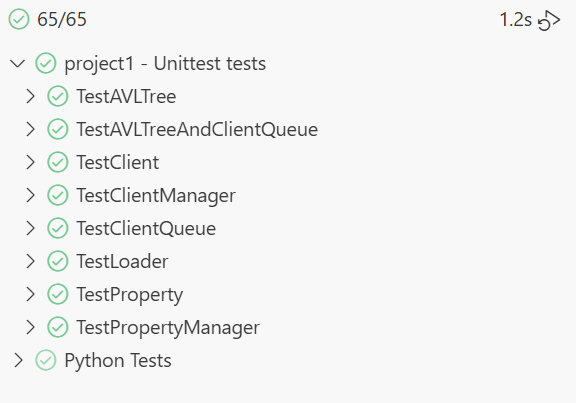 65/65 1.2s
project1 - Unittest tests
TestAVLTree
TestAVLTreeAndClientQueue
TestClient
TestClientManager
TestClientQueue
TestLoader
TestProperty
TestPropertyManager
Python Tests